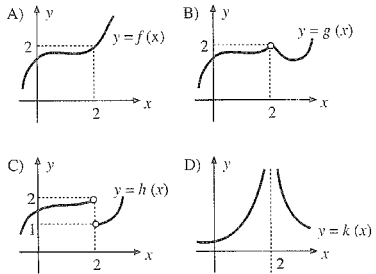 A) y
y = f (x)
2
2
x
B) y
y = g (x)
2
2
x
C) y
y = h (x)
2
1
2
x
D) y
y = k (x)
2
x